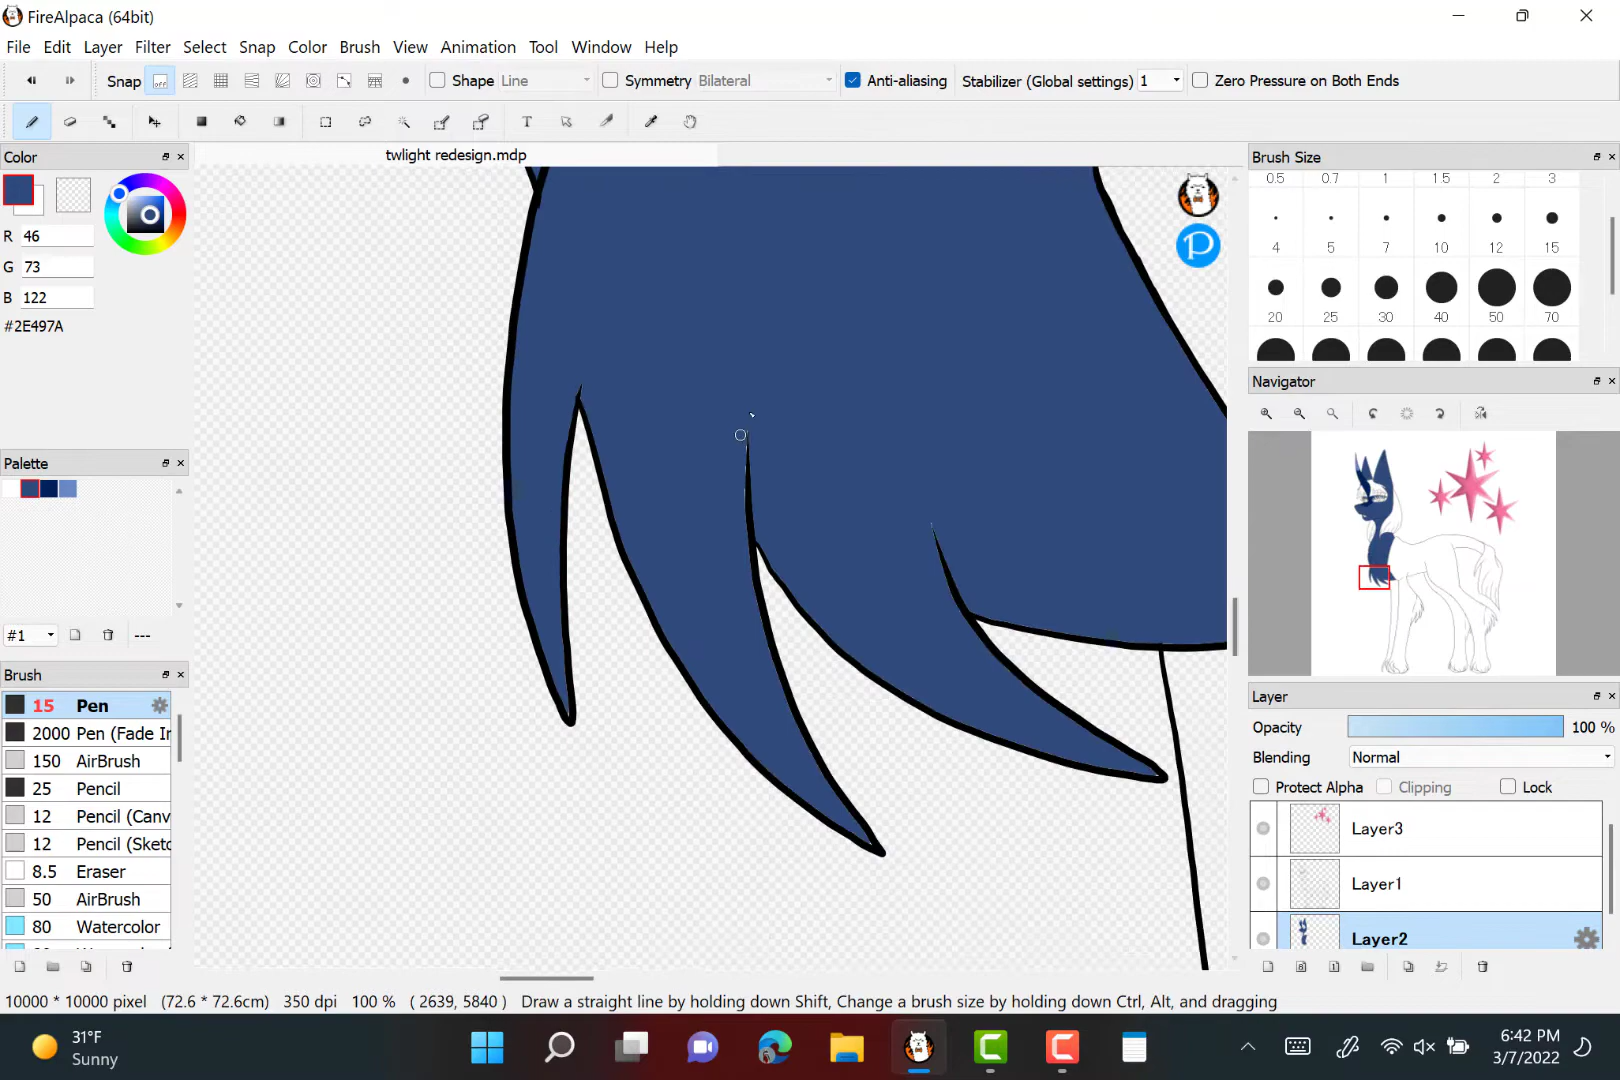 FireAlpaca (64bit)
File Edit Layer Filter Select Snap Color Brush View Animation Tool Window Help
Snap off Shape Line Symmetry Bilateral Anti-aliasing Stabilizer (Global settings) 1 Zero Pressure on Both Ends
T
Color
twlight redesign.mdp
Brush Size
0.5 0.7 1 1.5 2 3
R 46
4 5 7 10 12 15
G 73
P
B 122
20 25 30 40 50 70
#2E497A
Navigator
Palette
#1 ---
Brush
15 Pen
2000 Pen (Fade In
150 AirBrush
25 Pencil
12 Pencil (Canv
12 Pencil (Sketc
8.5 Eraser
50 AirBrush
80 Watercolor
Layer
Opacity 100 %
Blending Normal
Protect Alpha Clipping Lock
Layer3
Layer1
Layer2
10000 * 10000 pixel (72.6 * 72.6cm) 350 dpi 100 % ( 2639, 5840 ) Draw a straight line by holding down Shift, Change a brush size by holding down Ctrl, Alt, and dragging
31°F
Sunny
6:42 PM
3/7/2022